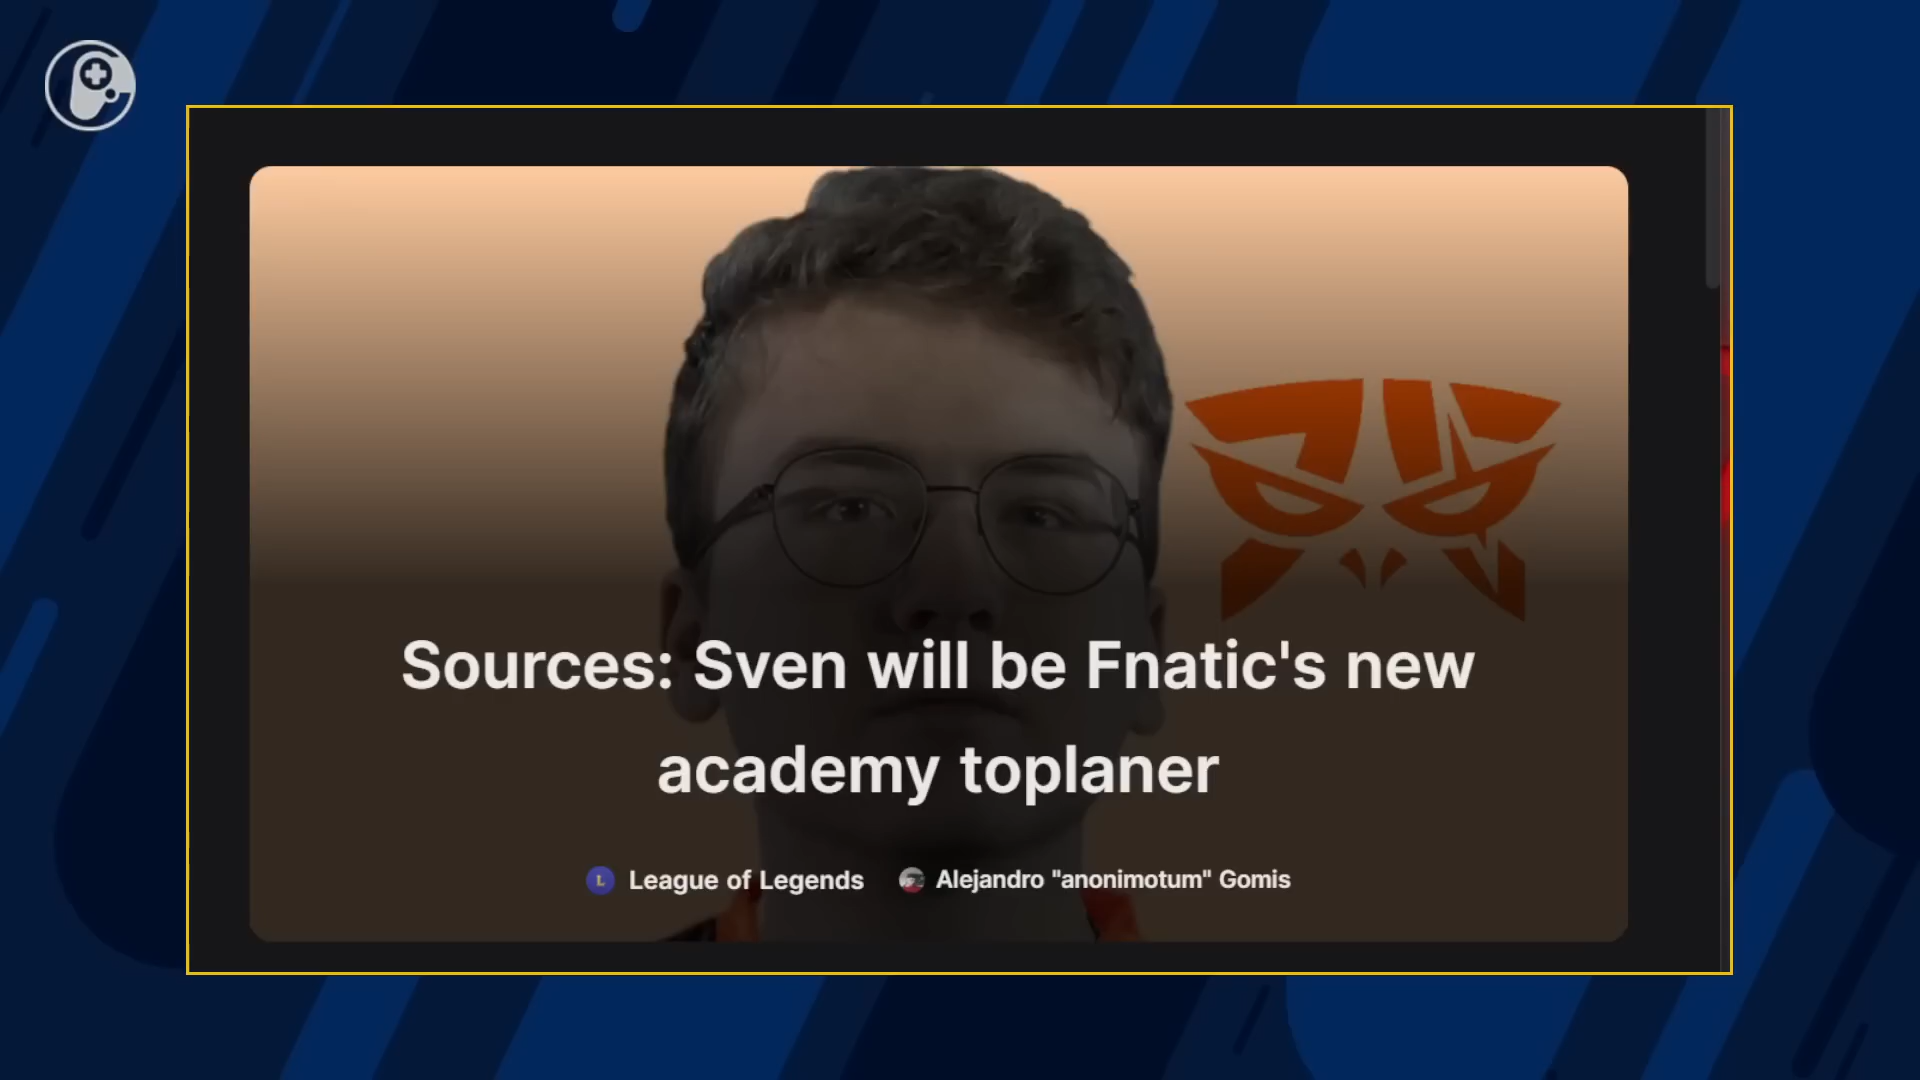 Sources: Sven will be Fnatic's new
academy toplaner
L League of Legends Alejandro "anonimotum" Gomis